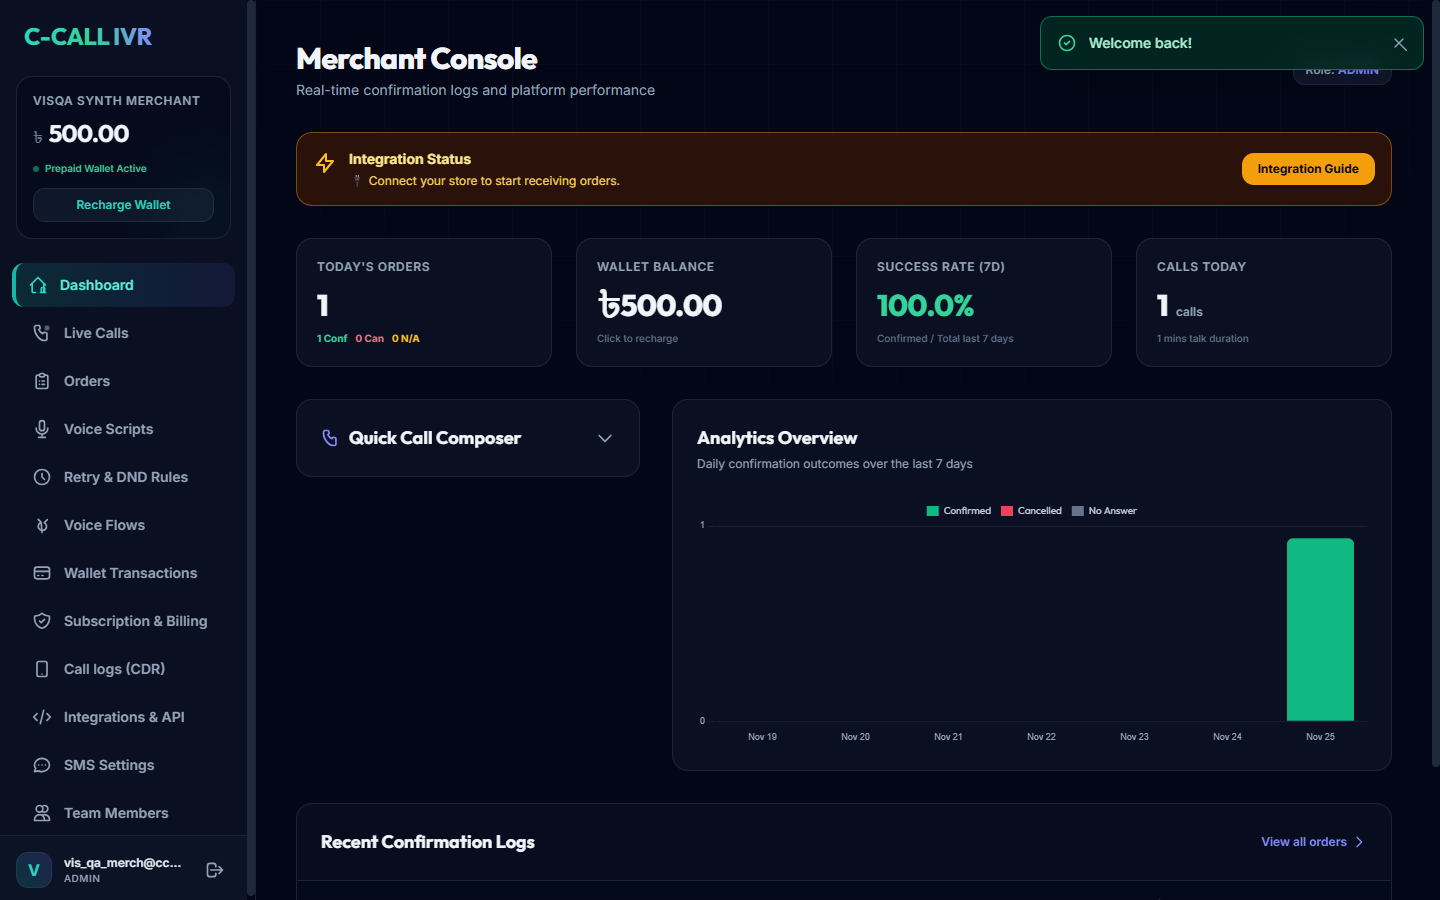 C-CALL IVR
VISQA SYNTH MERCHANT
৳ 500.00
Prepaid Wallet Active
Recharge Wallet
Dashboard
Live Calls
Orders
Voice Scripts
Retry & DND Rules
Voice Flows
Wallet Transactions
Subscription & Billing
Call logs (CDR)
Integrations & API
SMS Settings
Team Members
V
vis_qa_merch@cc...
ADMIN
Merchant Console
Real-time confirmation logs and platform performance
Welcome back!
Role: ADMIN
Integration Status
Connect your store to start receiving orders.
Integration Guide
TODAY'S ORDERS
1
1 Conf 0 Can 0 N/A
WALLET BALANCE
৳500.00
Click to recharge
SUCCESS RATE (7D)
100.0%
Confirmed / Total last 7 days
CALLS TODAY
1 calls
1 mins talk duration
Quick Call Composer
Analytics Overview
Daily confirmation outcomes over the last 7 days
Confirmed Cancelled No Answer
1
0
Nov 19 Nov 20 Nov 21 Nov 22 Nov 23 Nov 24 Nov 25
Recent Confirmation Logs
View all orders